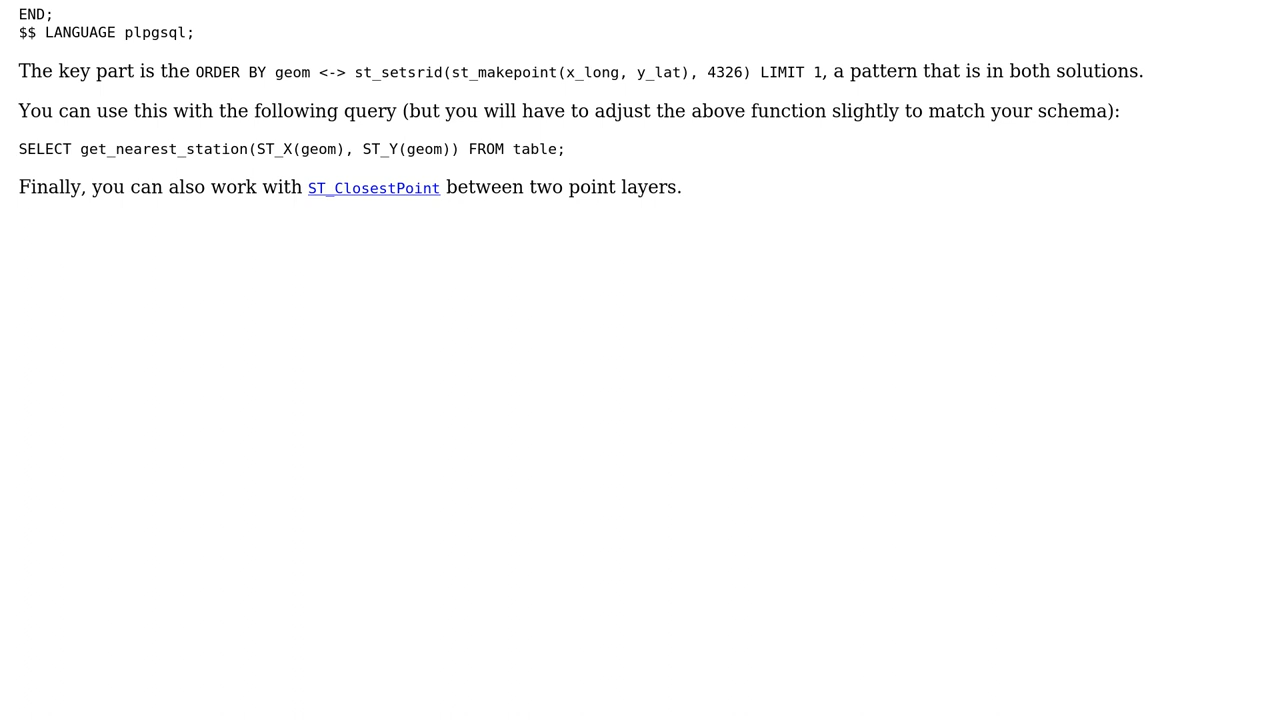 END;
$$ LANGUAGE plpgsql;
The key part is the ORDER BY geom <-> st_setsrid(st_makepoint(x_long, y_lat), 4326) LIMIT 1, a pattern that is in both solutions.
You can use this with the following query (but you will have to adjust the above function slightly to match your schema):
SELECT get_nearest_station(ST_X(geom), ST_Y(geom)) FROM table;
Finally, you can also work with ST_ClosestPoint between two point layers.